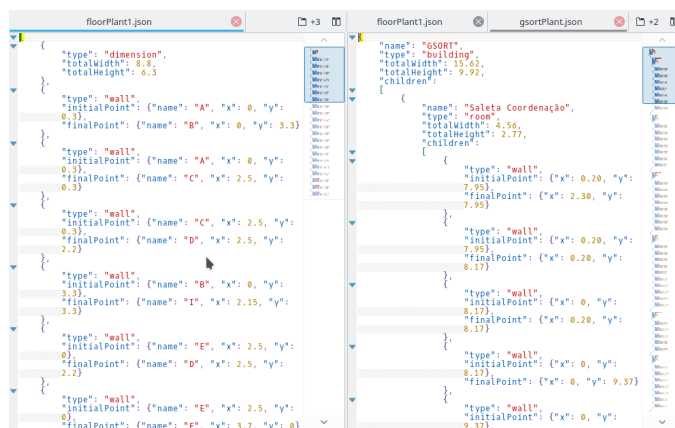 floorPlant1.json
+3
{
"type": "dimension",
"totalWidth": 8.8,
"totalHeight": 6.3
},
{
"type": "wall",
"initialPoint": {"name": "A", "x": 0, "y":
0.3},
"finalPoint": {"name": "B", "x": 0, "y": 3.3}
},
{
"type": "wall",
"initialPoint": {"name": "A", "x": 0, "y":
0.3},
"finalPoint": {"name": "C", "x": 2.5, "y":
0.3}
},
{
"type": "wall",
"initialPoint": {"name": "C", "x": 2.5, "y":
0.3},
"finalPoint": {"name": "D", "x": 2.5, "y":
2.2}
},
{
"type": "wall",
"initialPoint": {"name": "B", "x": 0, "y":
3.3},
"finalPoint": {"name": "I", "x": 2.15, "y":
3.3}
},
{
"type": "wall",
"initialPoint": {"name": "E", "x": 2.5, "y":
0},
"finalPoint": {"name": "D", "x": 2.5, "y":
2.2}
},
{
"type": "wall",
"initialPoint": {"name": "E", "x": 2.5, "y":
0},
"finalPoint": {"name": "F", "x": 3.7, "y": 0}
floorPlant1.json
gsortPlant.json
+2
{
"name": "GSORT",
"type": "building",
"totalWidth": 15.62,
"totalHeight": 9.92,
"children":
[
{
"name": "Saleta Coordenação",
"type": "room",
"totalWidth": 4.56,
"totalHeight": 2.77,
"children":
[
{
"type": "wall",
"initialPoint": {"x": 0.20, "y":
7.95},
"finalPoint": {"x": 2.30, "y":
7.95}
},
{
"type": "wall",
"initialPoint": {"x": 0.20, "y":
7.95},
"finalPoint": {"x": 0.20, "y":
8.17}
},
{
"type": "wall",
"initialPoint": {"x": 0, "y":
8.17},
"finalPoint": {"x": 0.20, "y":
8.17}
},
{
"type": "wall",
"initialPoint": {"x": 0, "y":
8.17},
"finalPoint": {"x": 0, "y": 9.37}
},
{
"type": "wall",
"initialPoint": {"x": 0, "y":
9.37},